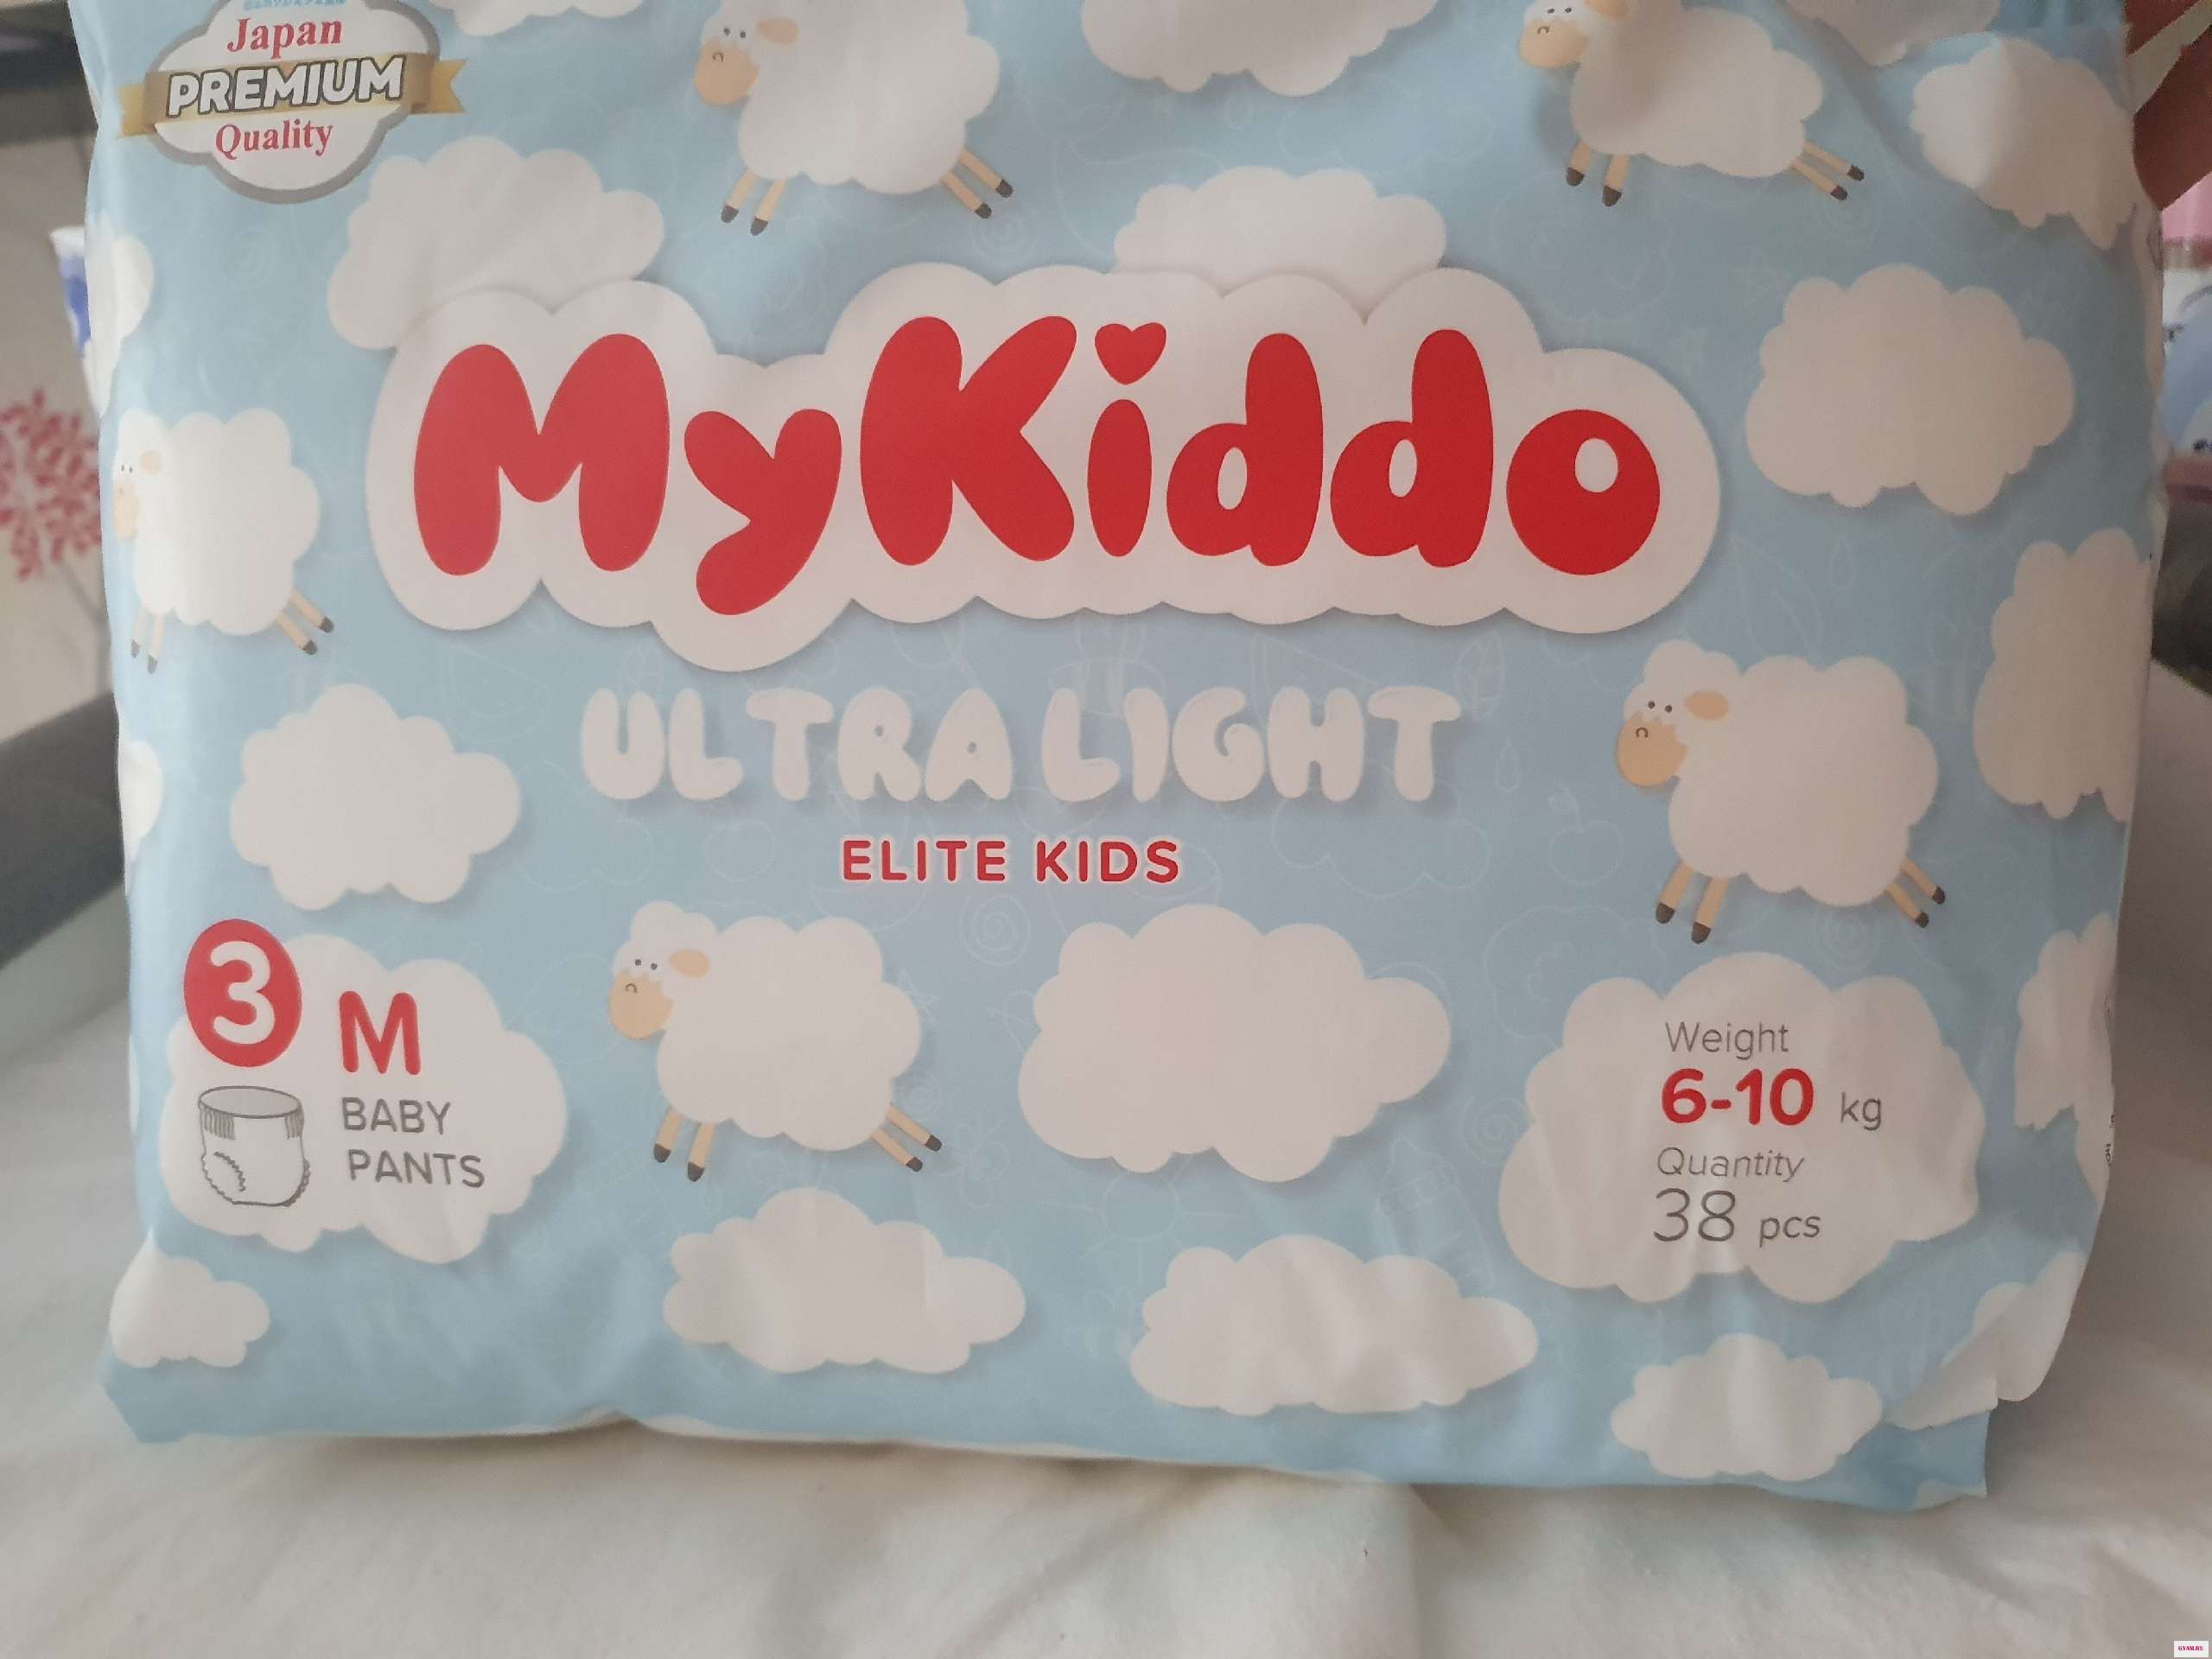 Japan
PREMIUM
Quality
MyKiddo
ULTRA LIGHT
ELITE KIDS
3 M
BABY
PANTS
Weight
6-10 kg
Quantity
38 pcs